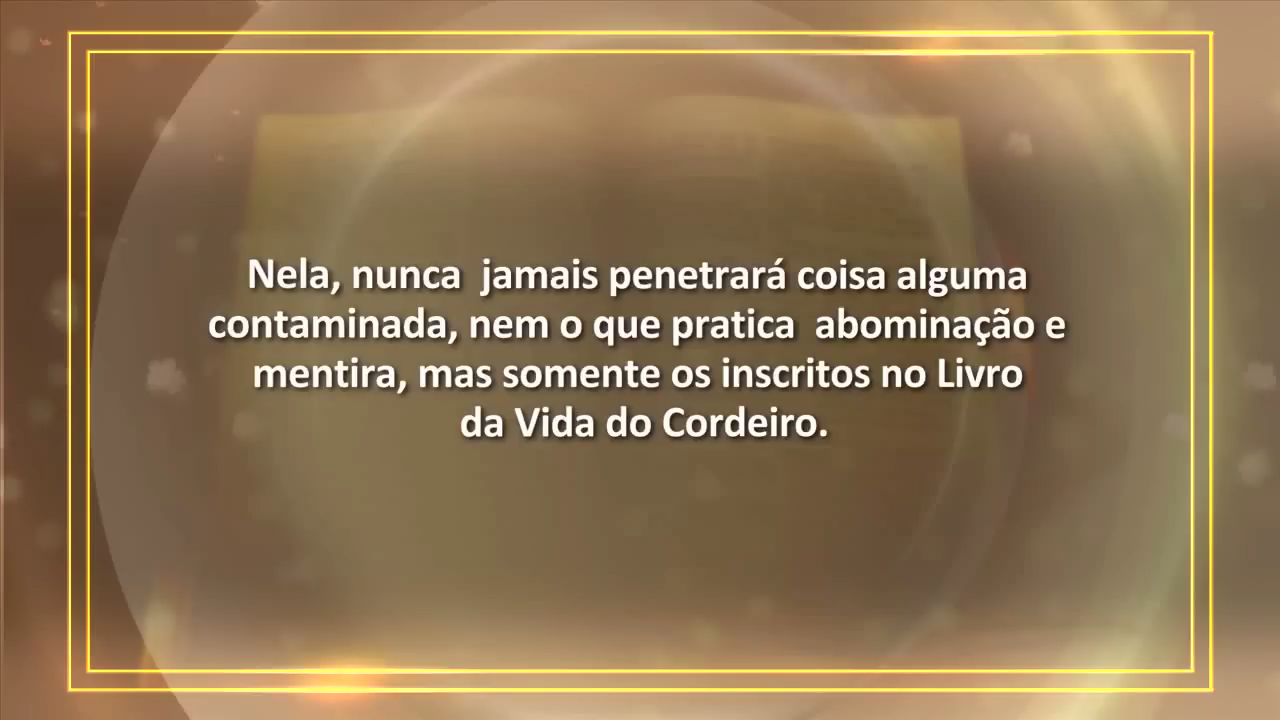 Nela, nunca  jamais penetrará coisa alguma
contaminada, nem o que pratica  abominação e
mentira, mas somente os inscritos no Livro
da Vida do Cordeiro.